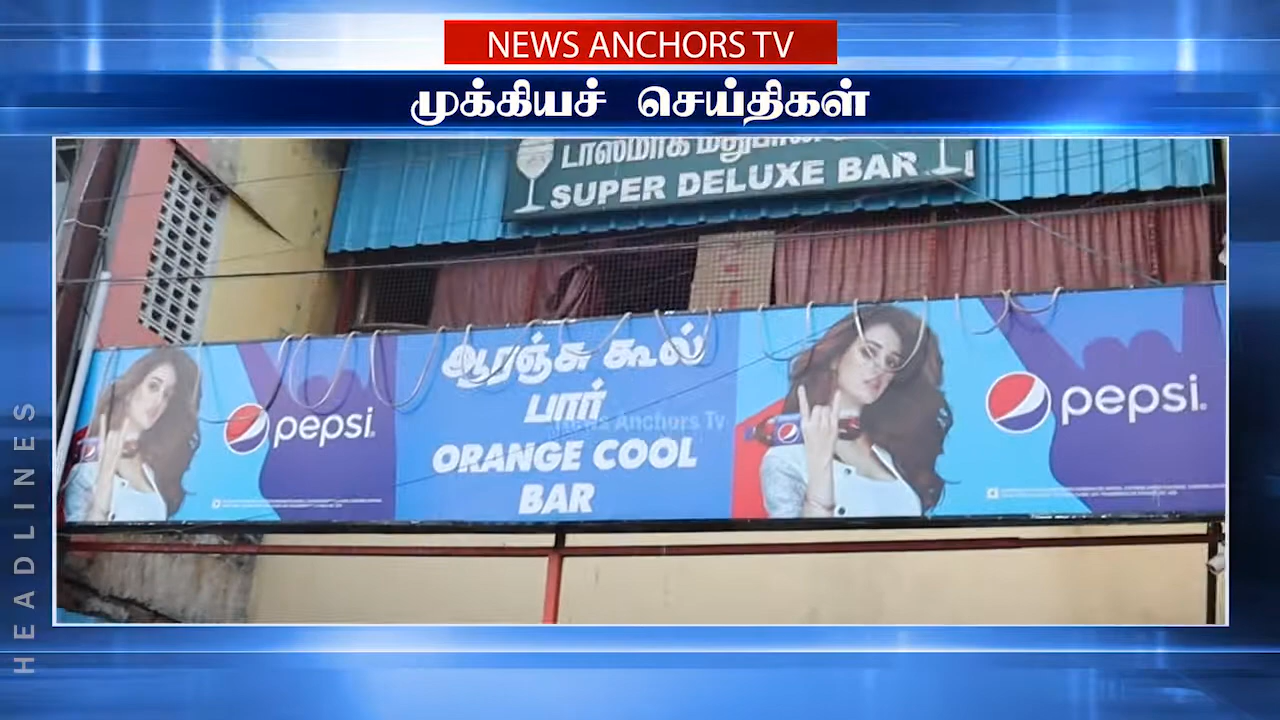 NEWS ANCHORS TV
முக்கியச் செய்திகள்
டாஸ்மாக்
SUPER DELUXE BAR
pepsi
ஆரஞ்சு கூல்
பார்
ORANGE COOL
BAR
pepsi
News Anchors Tv
HEADLINES